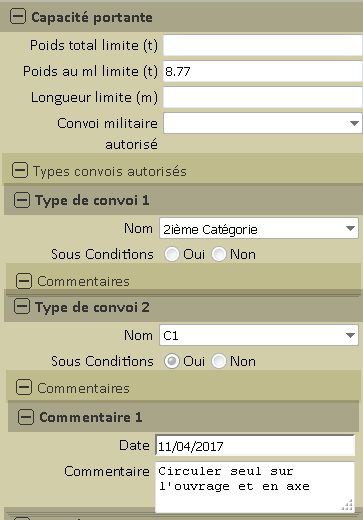 Capacité portante
Poids total limite (t)
Poids au ml limite (t) 8.77
Longueur limite (m)
Convoi militaire
autorisé
Types convois autorisés
Type de convoi 1
Nom 2ième Catégorie
Sous Conditions Oui Non
Commentaires
Type de convoi 2
Nom C1
Sous Conditions Oui Non
Commentaires
Commentaire 1
Date 11/04/2017
Commentaire Circuler seul sur
l'ouvrage et en axe